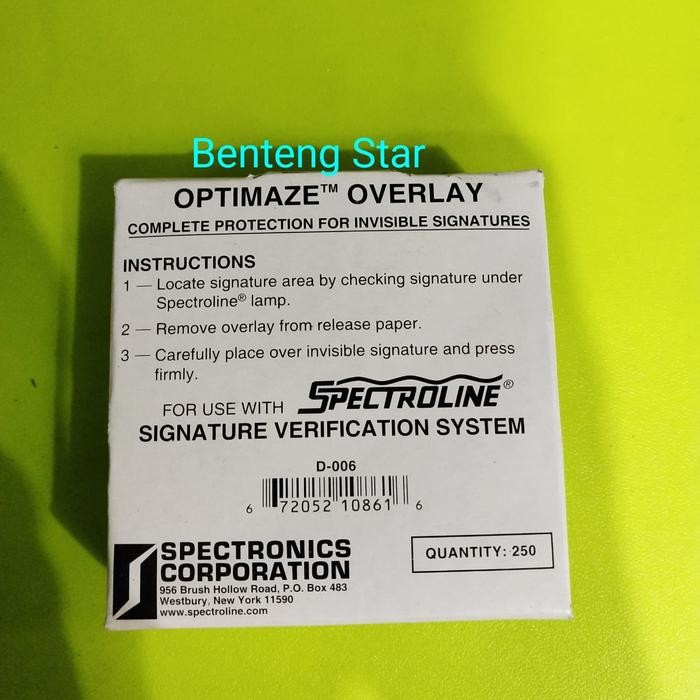 Benteng Star
OPTIMAZE™ OVERLAY
COMPLETE PROTECTION FOR INVISIBLE SIGNATURES
INSTRUCTIONS
1 — Locate signature area by checking signature under
Spectroline® lamp.
2 — Remove overlay from release paper.
3 — Carefully place over invisible signature and press
firmly.
FOR USE WITH SPECTROLINE®
SIGNATURE VERIFICATION SYSTEM
D-006
6 72052 10861 6
SPECTRONICS
CORPORATION
956 Brush Hollow Road, P.O. Box 483
Westbury, New York 11590
www.spectroline.com
QUANTITY: 250